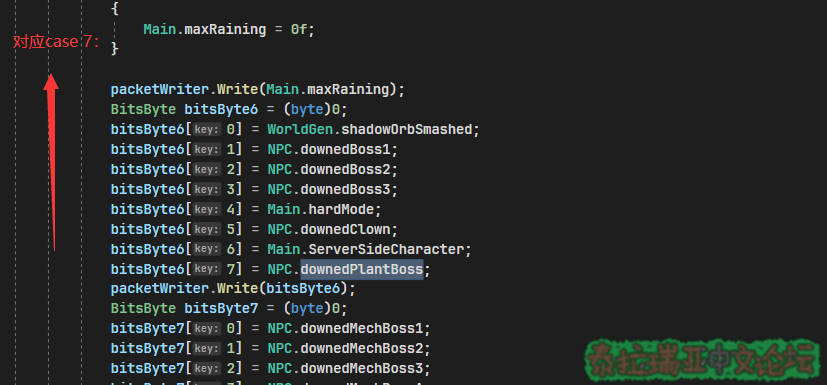 {
Main.maxRaining = 0f;
对应case 7:
}
packetWriter.Write(Main.maxRaining);
BitsByte bitsByte6 = (byte)0;
bitsByte6[key: 0] = WorldGen.shadowOrbSmashed;
bitsByte6[key: 1] = NPC.downedBoss1;
bitsByte6[key: 2] = NPC.downedBoss2;
bitsByte6[key: 3] = NPC.downedBoss3;
bitsByte6[key: 4] = Main.hardMode;
bitsByte6[key: 5] = NPC.downedClown;
bitsByte6[key: 6] = Main.ServerSideCharacter;
bitsByte6[key: 7] = NPC.downedPlantBoss;
packetWriter.Write(bitsByte6);
BitsByte bitsByte7 = (byte)0;
bitsByte7[key: 0] = NPC.downedMechBoss1;
bitsByte7[key: 1] = NPC.downedMechBoss2;
bitsByte7[key: 2] = NPC.downedMechBoss3;
泰拉瑞亚中文论坛